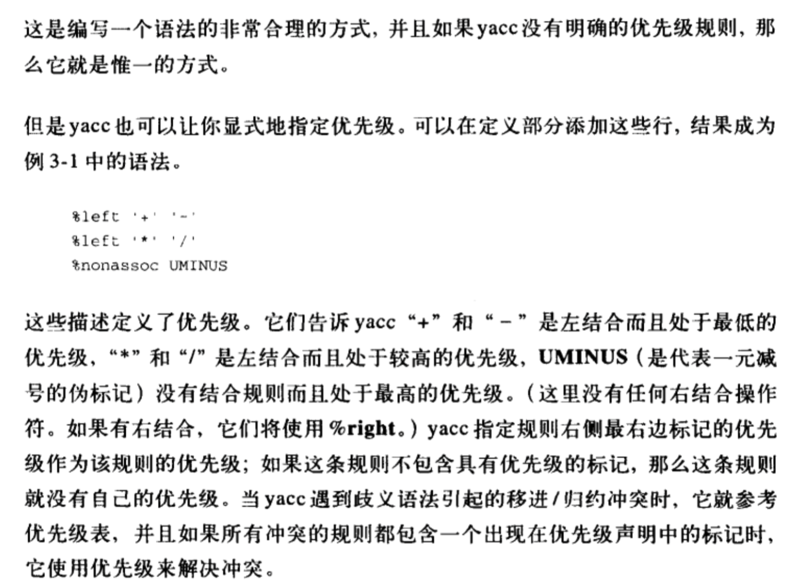 这是编写一个语法的非常合理的方式，并且如果yacc没有明确的优先级规则，那
么它就是惟一的方式。
但是yacc也可以让你显式地指定优先级。可以在定义部分添加这些行，结果成为
例3-1中的语法。
%left '+' '-'
%left '*' '/'
%nonassoc UMINUS
这些描述定义了优先级。它们告诉yacc“+”和“－”是左结合而且处于最低的
优先级，“*”和“/”是左结合而且处于较高的优先级，UMINUS（是代表一元减
号的伪标记）没有结合规则而且处于最高的优先级。（这里没有任何右结合操作
符。如果有右结合，它们将使用%right。）yacc指定规则右侧最右边标记的优先
级作为该规则的优先级；如果这条规则不包含具有优先级的标记，那么这条规则
就没有自己的优先级。当yacc遇到歧义语法引起的移进/归约冲突时，它就参考
优先级表，并且如果所有冲突的规则都包含一个出现在优先级声明中的标记时，
它使用优先级来解决冲突。